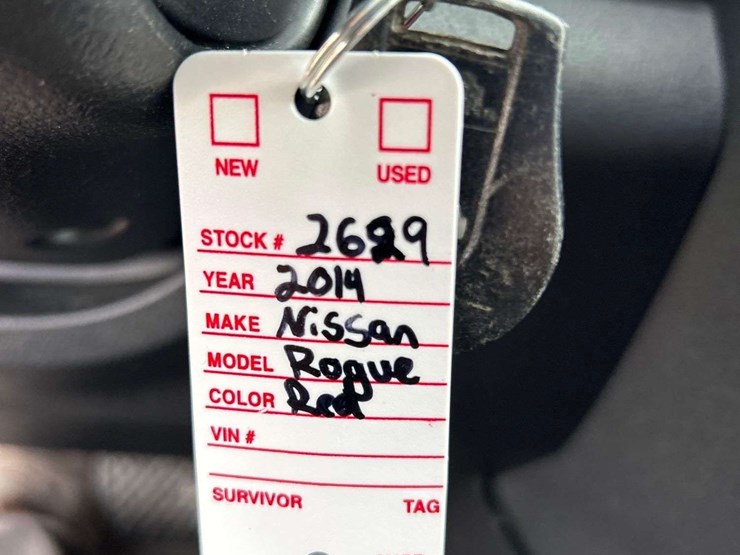 NEW USED
STOCK # 2629
YEAR 2014
MAKE Nissan
MODEL Rogue
COLOR Red
VIN #
SURVIVOR TAG